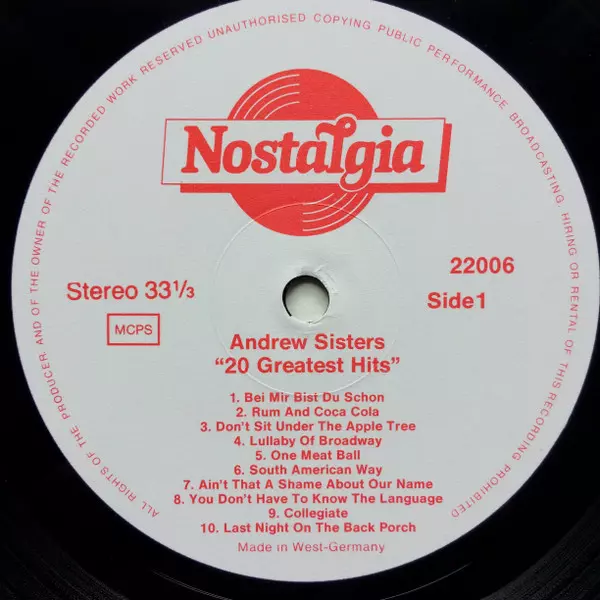 ALL RIGHTS OF THE PRODUCER, AND OF THE OWNER OF THE RECORDED WORK RESERVED UNAUTHORISED COPYING PUBLIC PERFORMANCE BROADCASTING, HIRING OR RENTAL OF THIS RECORDING PROHIBITED
Nostalgia
Stereo 33 1/3
22006
MCPS
Side 1
Andrew Sisters
“20 Greatest Hits”
1. Bei Mir Bist Du Schon
2. Rum And Coca Cola
3. Don't Sit Under The Apple Tree
4. Lullaby Of Broadway
5. One Meat Ball
6. South American Way
7. Ain't That A Shame About Our Name
8. You Don't Have To Know The Language
9. Collegiate
10. Last Night On The Back Porch
Made in West-Germany